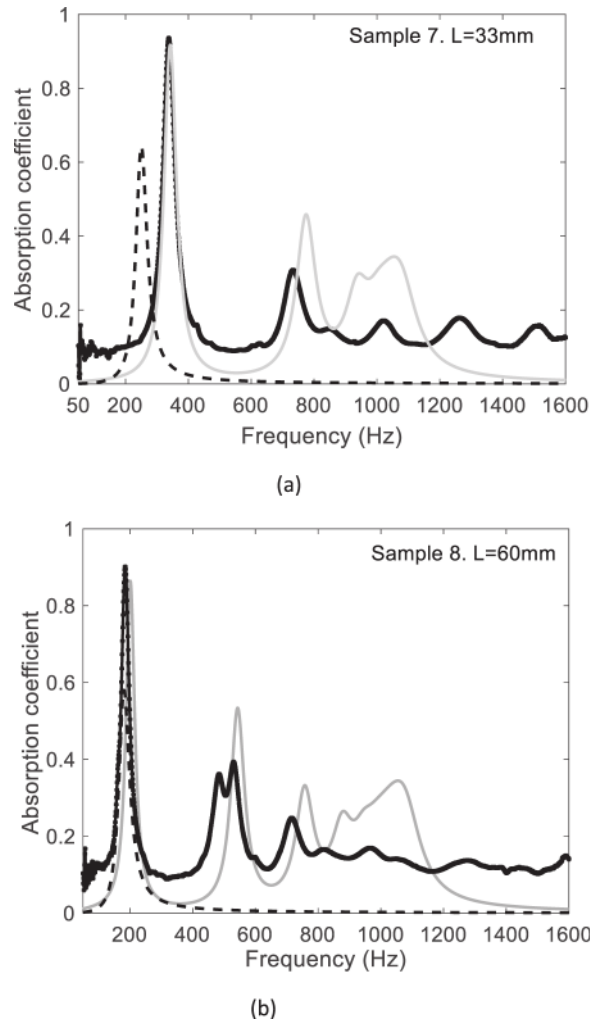 1
Sample 7. L=33mm
0.8
0.6
0.4
0.2
0
Absorption coefficient
50 200 400 600 800 1000 1200 1400 1600
Frequency (Hz)
(a)
1
Sample 8. L=60mm
0.8
0.6
0.4
0.2
0
Absorption coefficient
200 400 600 800 1000 1200 1400 1600
Frequency (Hz)
(b)